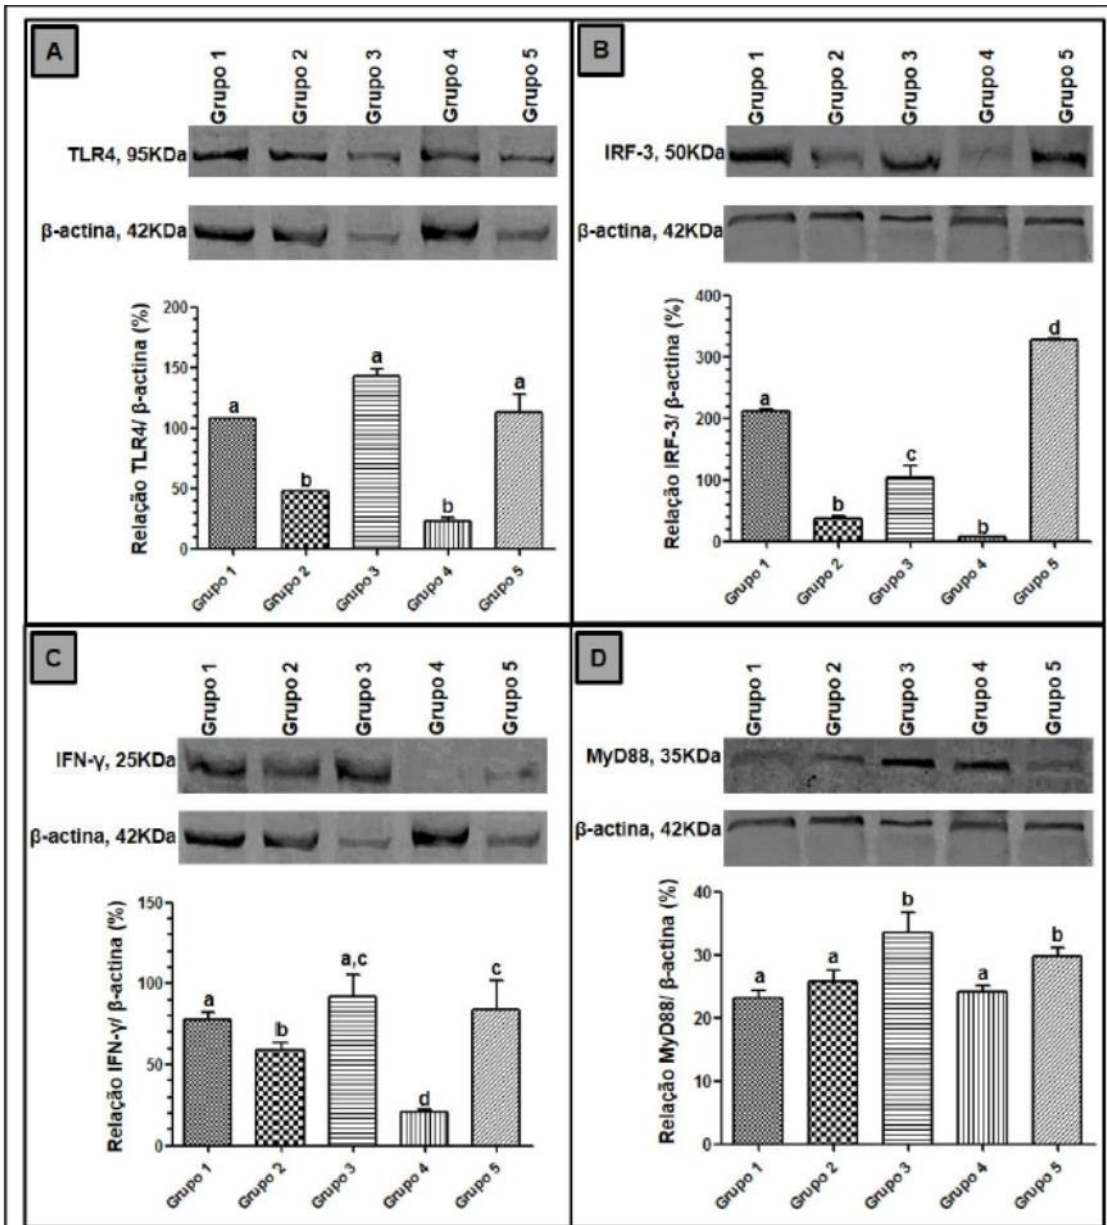 A
Grupo 1
Grupo 2
Grupo 3
Grupo 4
Grupo 5
TLR4, 95KDa
β-actina, 42KDa
Relação TLR4/ β-actina (%)
200
150
100
50
0
a
b
a
b
a
Grupo 1
Grupo 2
Grupo 3
Grupo 4
Grupo 5
B
Grupo 1
Grupo 2
Grupo 3
Grupo 4
Grupo 5
IRF-3, 50KDa
β-actina, 42KDa
Relação IRF-3/ β-actina (%)
400
300
200
100
0
a
b
c
b
d
Grupo 1
Grupo 2
Grupo 3
Grupo 4
Grupo 5
C
Grupo 1
Grupo 2
Grupo 3
Grupo 4
Grupo 5
IFN-γ, 25KDa
β-actina, 42KDa
Relação IFN-γ/ β-actina (%)
150
100
50
0
a
b
a,c
d
c
Grupo 1
Grupo 2
Grupo 3
Grupo 4
Grupo 5
D
Grupo 1
Grupo 2
Grupo 3
Grupo 4
Grupo 5
MyD88, 35KDa
β-actina, 42KDa
Relação MyD88/ β-actina (%)
40
30
20
10
0
a
a
b
a
b
Grupo 1
Grupo 2
Grupo 3
Grupo 4
Grupo 5